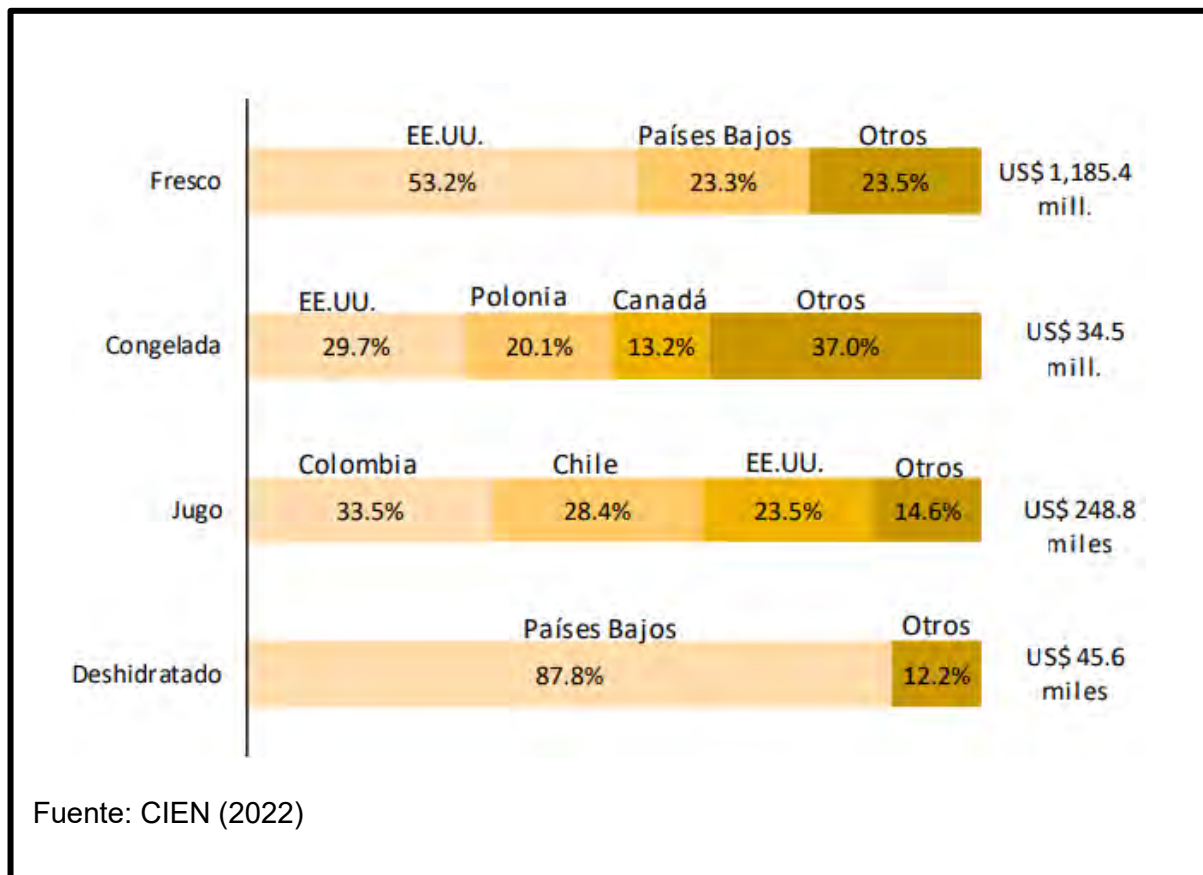 EE.UU. Países Bajos Otros
Fresco 53.2% 23.3% 23.5% US$ 1,185.4
mill.
EE.UU. Polonia Canadá Otros
Congelada 29.7% 20.1% 13.2% 37.0% US$ 34.5
mill.
Colombia Chile EE.UU. Otros
Jugo 33.5% 28.4% 23.5% 14.6% US$ 248.8
miles
Países Bajos Otros
Deshidratado 87.8% 12.2% US$ 45.6
miles
Fuente: CIEN (2022)